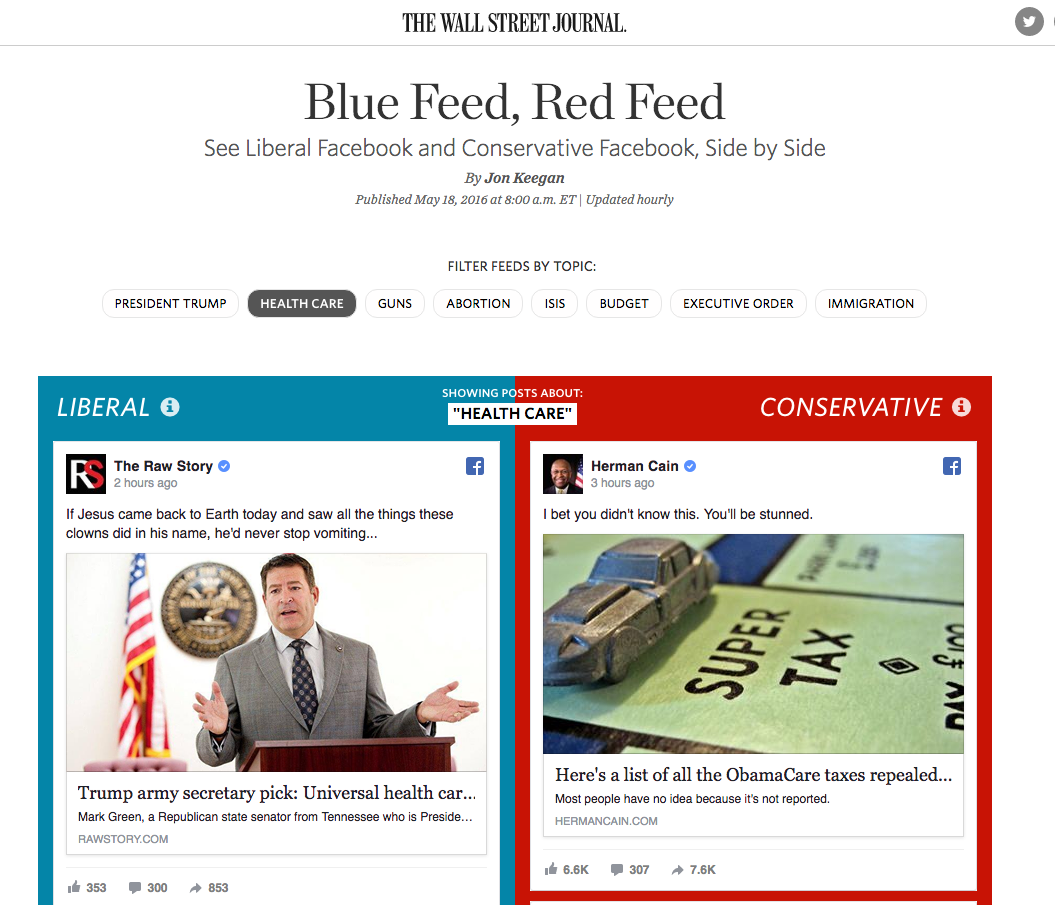 THE WALL STREET JOURNAL.
Blue Feed, Red Feed
See Liberal Facebook and Conservative Facebook, Side by Side
By Jon Keegan
Published May 18, 2016 at 8:00 a.m. ET | Updated hourly
FILTER FEEDS BY TOPIC:
PRESIDENT TRUMP HEALTH CARE GUNS ABORTION ISIS BUDGET EXECUTIVE ORDER IMMIGRATION
SHOWING POSTS ABOUT:
"HEALTH CARE"
LIBERAL
RS
The Raw Story
2 hours ago
If Jesus came back to Earth today and saw all the things these
clowns did in his name, he'd never stop vomiting...
Trump army secretary pick: Universal health car...
Mark Green, a Republican state senator from Tennessee who is Preside...
RAWSTORY.COM
353 300 853
CONSERVATIVE
Herman Cain
3 hours ago
I bet you didn't know this. You'll be stunned.
SUPER
TAX
PAY £100
Here's a list of all the ObamaCare taxes repealed...
Most people have no idea because it's not reported.
HERMANCAIN.COM
6.6K 307 7.6K